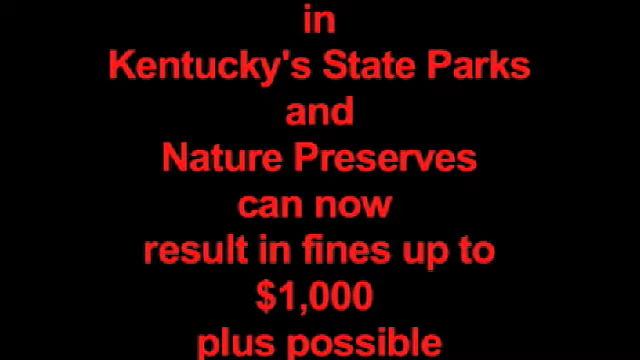 in
Kentucky's State Parks
and
Nature Preserves
can now
result in fines up to
$1,000
plus possible